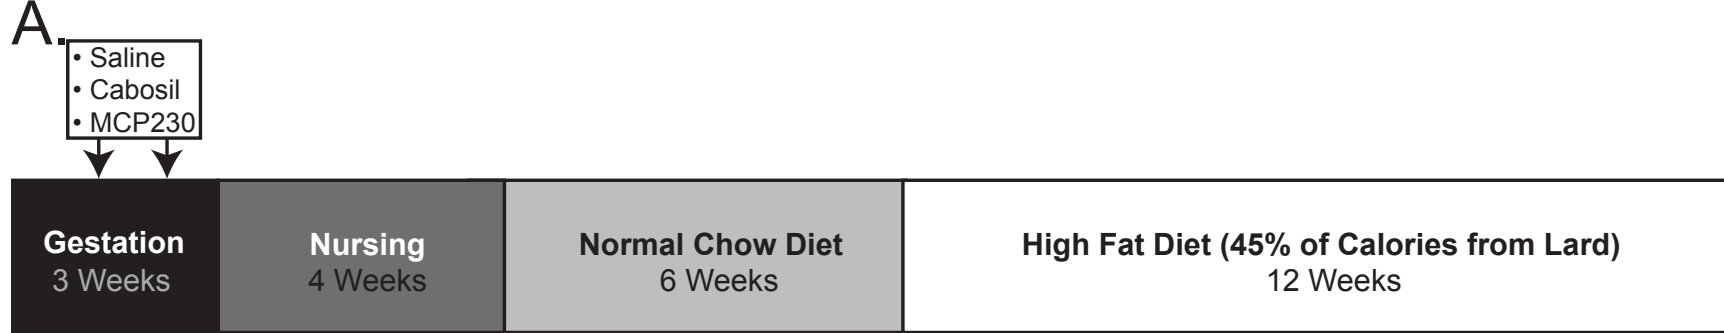 A.
• Saline
• Cabosil
• MCP230
Gestation
3 Weeks
Nursing
4 Weeks
Normal Chow Diet
6 Weeks
High Fat Diet (45% of Calories from Lard)
12 Weeks